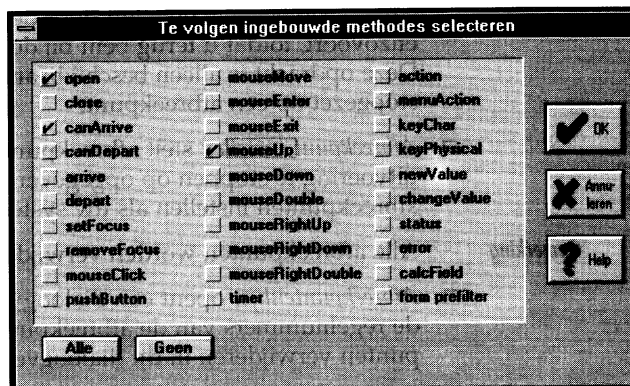 Te volgen ingebouwde methodes selecteren
open
close
canArrive
canDepart
arrive
depart
setFocus
removeFocus
mouseClick
pushButton
mouseMove
mouseEnter
mouseExit
mouseUp
mouseDown
mouseDouble
mouseRightUp
mouseRightDown
mouseRightDouble
timer
action
menuAction
keyChar
keyPhysical
newValue
changeValue
status
error
calcField
form prefilter
OK
Annu-
leren
Help
Alle
Geen